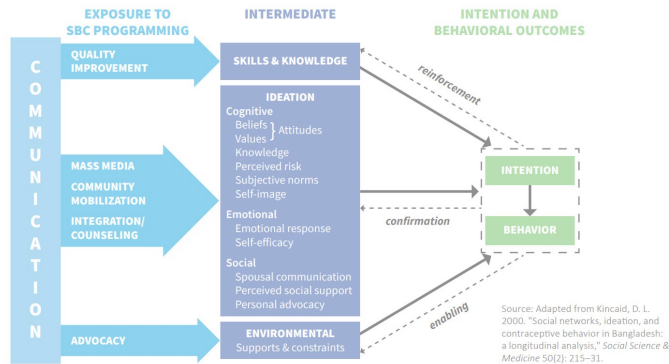 EXPOSURE TO
SBC PROGRAMMING
INTERMEDIATE
INTENTION AND
BEHAVIORAL OUTCOMES
COMMUNICATION
QUALITY
IMPROVEMENT
SKILLS & KNOWLEDGE
reinforcement
MASS MEDIA
COMMUNITY
MOBILIZATION
INTEGRATION/
COUNSELING
IDEATION
Cognitive
Beliefs
Values
Attitudes
Knowledge
Perceived risk
Subjective norms
Self-image
Emotional
Emotional response
Self-efficacy
Social
Spousal communication
Perceived social support
Personal advocacy
confirmation
INTENTION
BEHAVIOR
ADVOCACY
ENVIRONMENTAL
Supports & constraints
enabling
Source: Adapted from Kincaid, D. L.
2000. "Social networks, ideation, and
contraceptive behavior in Bangladesh:
a longitudinal analysis," Social Science &
Medicine 50(2): 215–31.